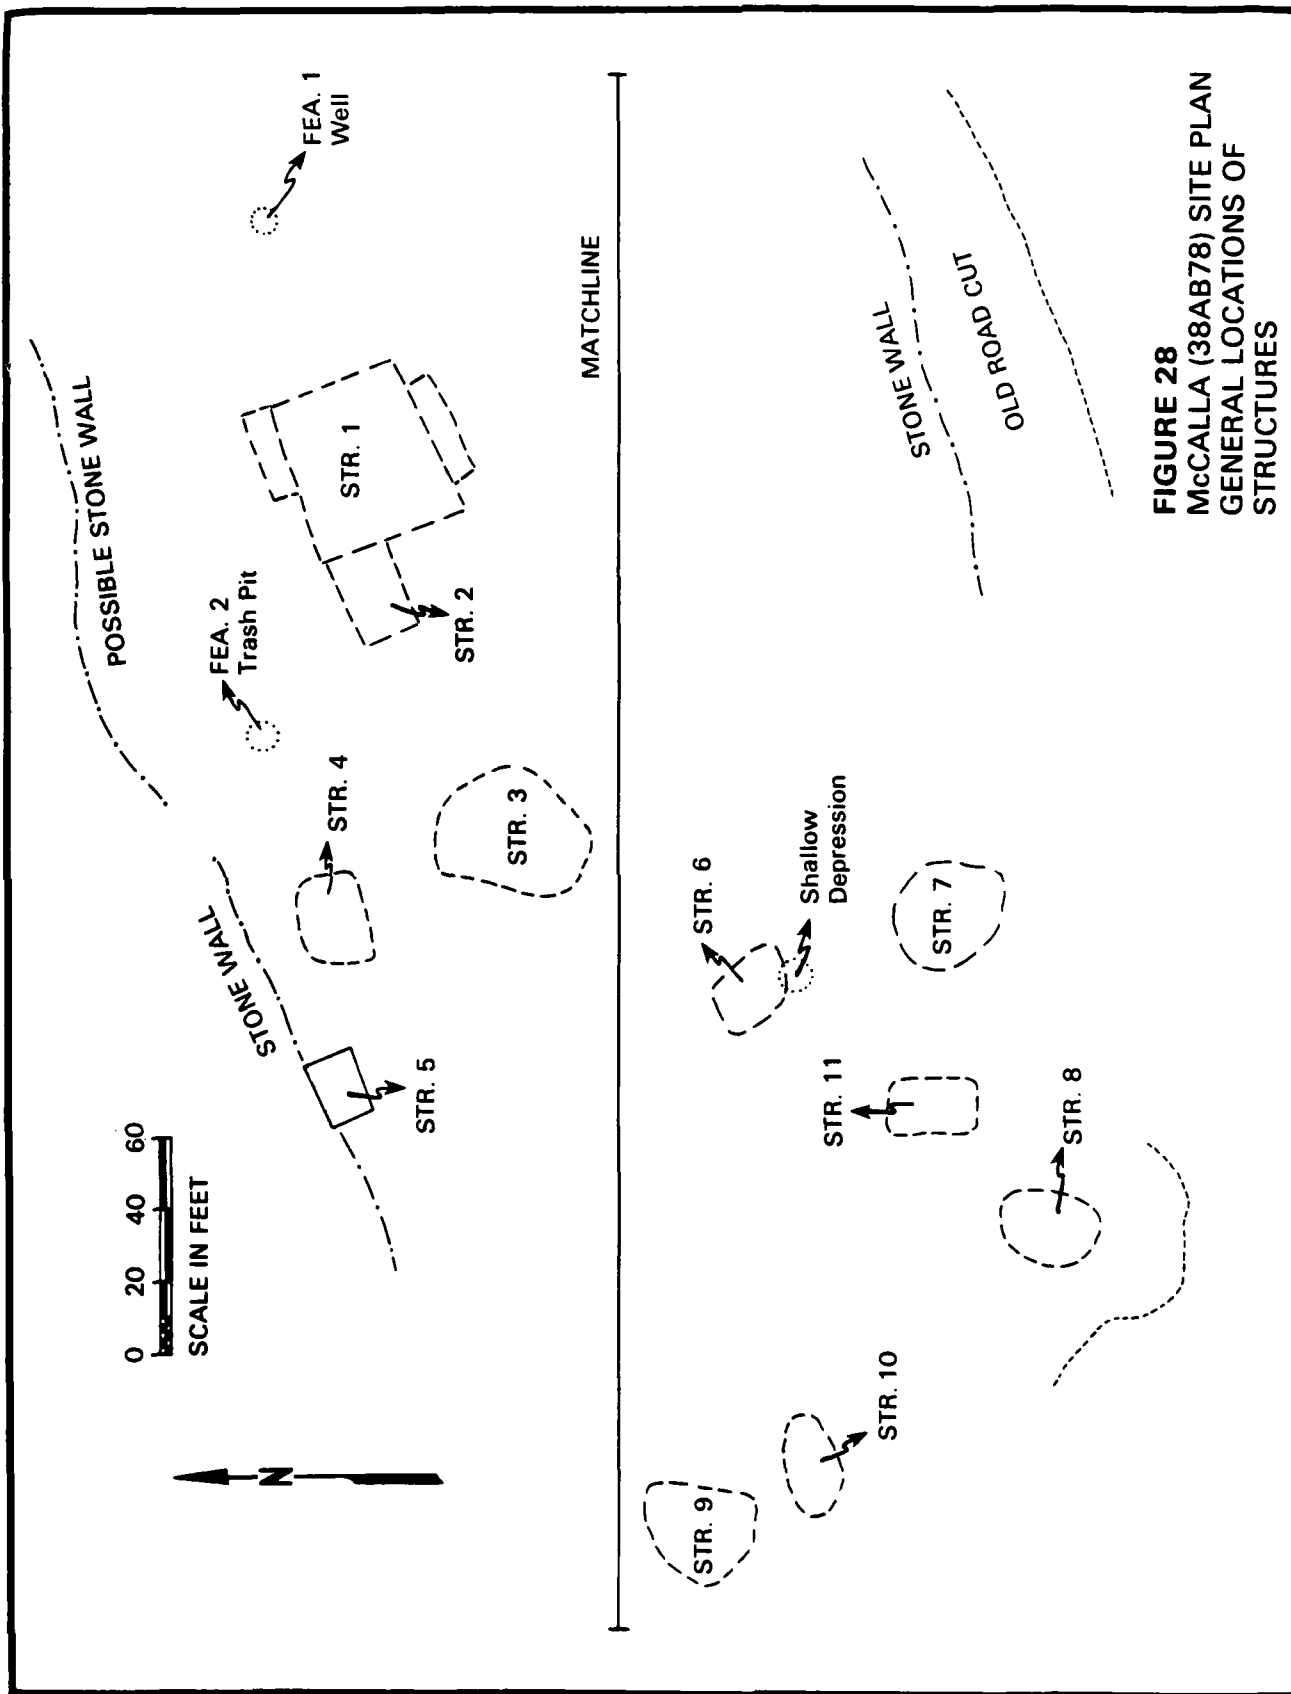 POSSIBLE STONE WALL
FEA. 1
Well
FEA. 2
Trash Pit
STR. 1
STR. 2
STONE WALL
STR. 4
STR. 3
STR. 5
0 20 40 60
SCALE IN FEET
N
MATCHLINE
STR. 6
Shallow
Depression
STR. 7
STR. 11
STR. 8
STR. 9
STR. 10
STONE WALL
OLD ROAD CUT
FIGURE 28
McCALLA (38AB78) SITE PLAN
GENERAL LOCATIONS OF
STRUCTURES